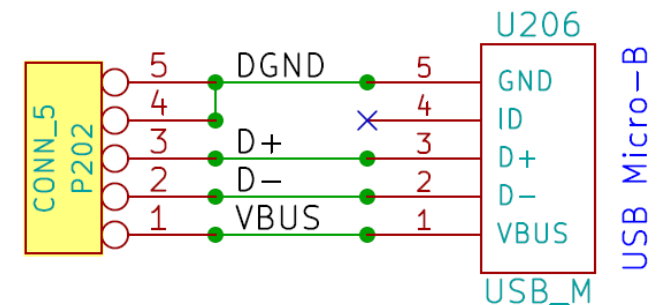 U206
CONN_5
P202
5 DGND 5 GND
4 4 ID
3 D+ 3 D+
2 D- 2 D-
1 VBUS 1 VBUS
USB_M
USB Micro-B